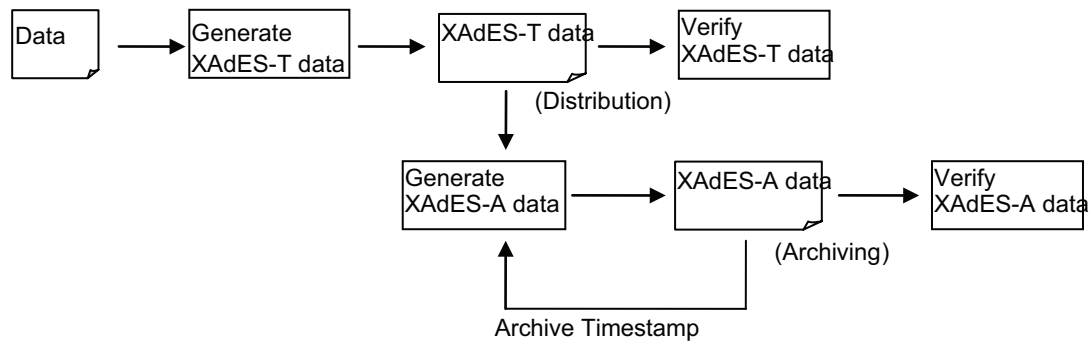 Data
Generate
XAdES-T data
XAdES-T data
Verify
XAdES-T data
(Distribution)
Generate
XAdES-A data
XAdES-A data
Verify
XAdES-A data
(Archiving)
Archive Timestamp